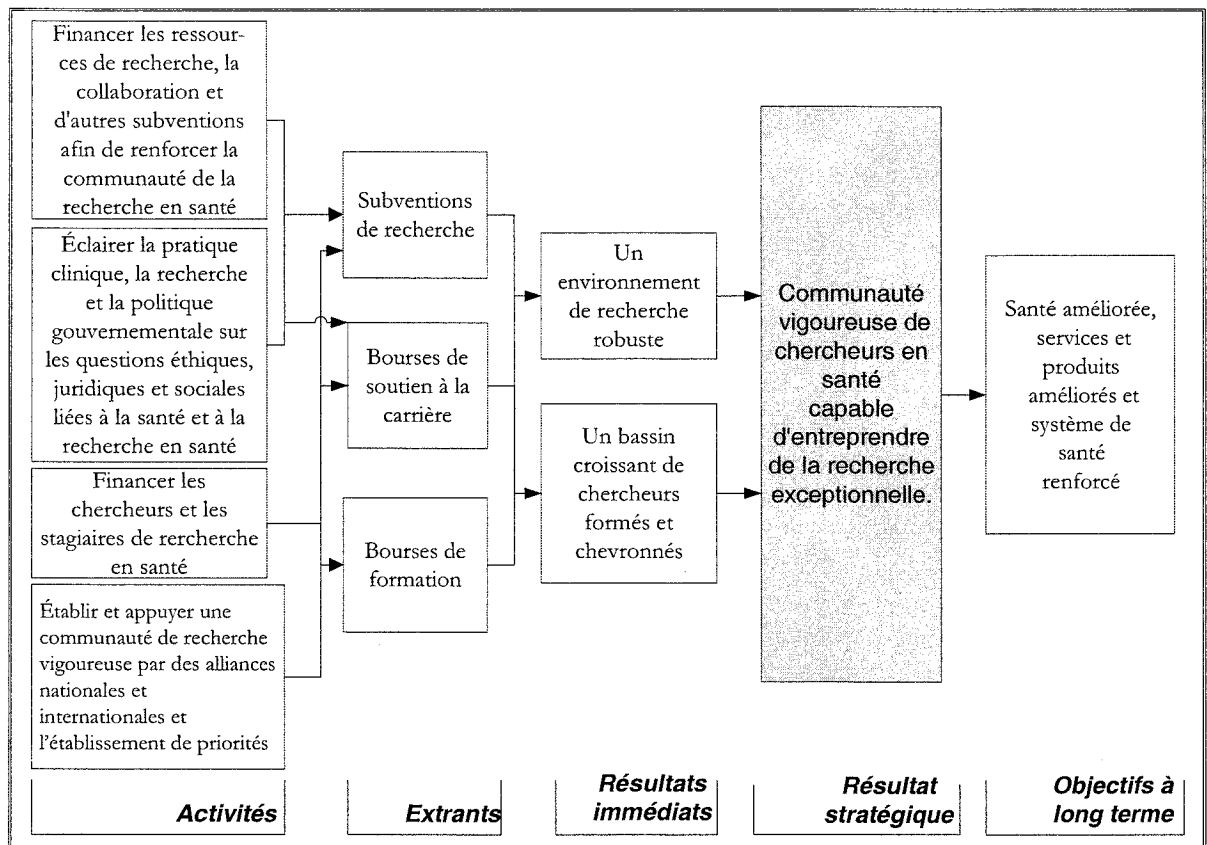 Financer les ressour-
ces de recherche, la
collaboration et
d'autres subventions
afin de renforcer la
communauté de la
recherche en santé
Éclairer la pratique
clinique, la recherche
et la politique
gouvernementale sur
les questions éthiques,
juridiques et sociales
liées à la santé et à la
recherche en santé
Financer les
chercheurs et les
stagiaires de rercherche
en santé
Établir et appuyer une
communauté de recherche
vigoureuse par des alliances
nationales et
internationales et
l'établissement de priorités
Subventions
de recherche
Bourses de
soutien à la
carrière
Bourses de
formation
Un
environnement
de recherche
robuste
Un bassin
croissant de
chercheurs
formés et
chevronnés
Communauté
vigoureuse de
chercheurs en
santé
capable
d'entreprendre
de la recherche
exceptionnelle.
Santé améliorée,
services et
produits
améliorés et
système de
santé
renforcé
Activités
Extrants
Résultats
immédiats
Résultat
stratégique
Objectifs à
long terme